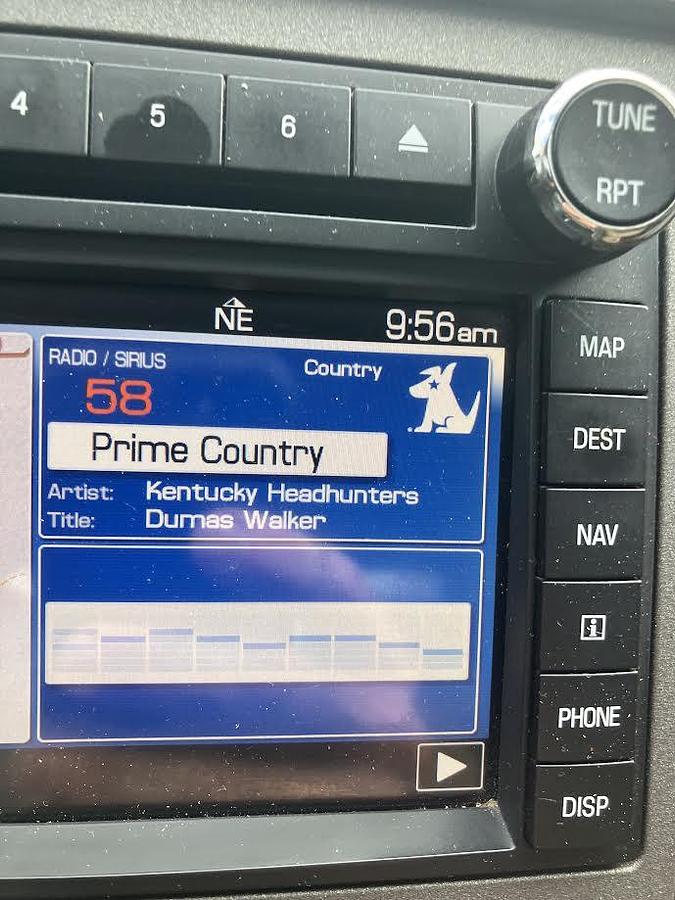 4 5 6
TUNE
RPT
NE 9:56am
MAP
RADIO / SIRIUS Country
58
Prime Country
DEST
Artist: Kentucky Headhunters
Title: Dumas Walker
NAV
i
PHONE
DISP